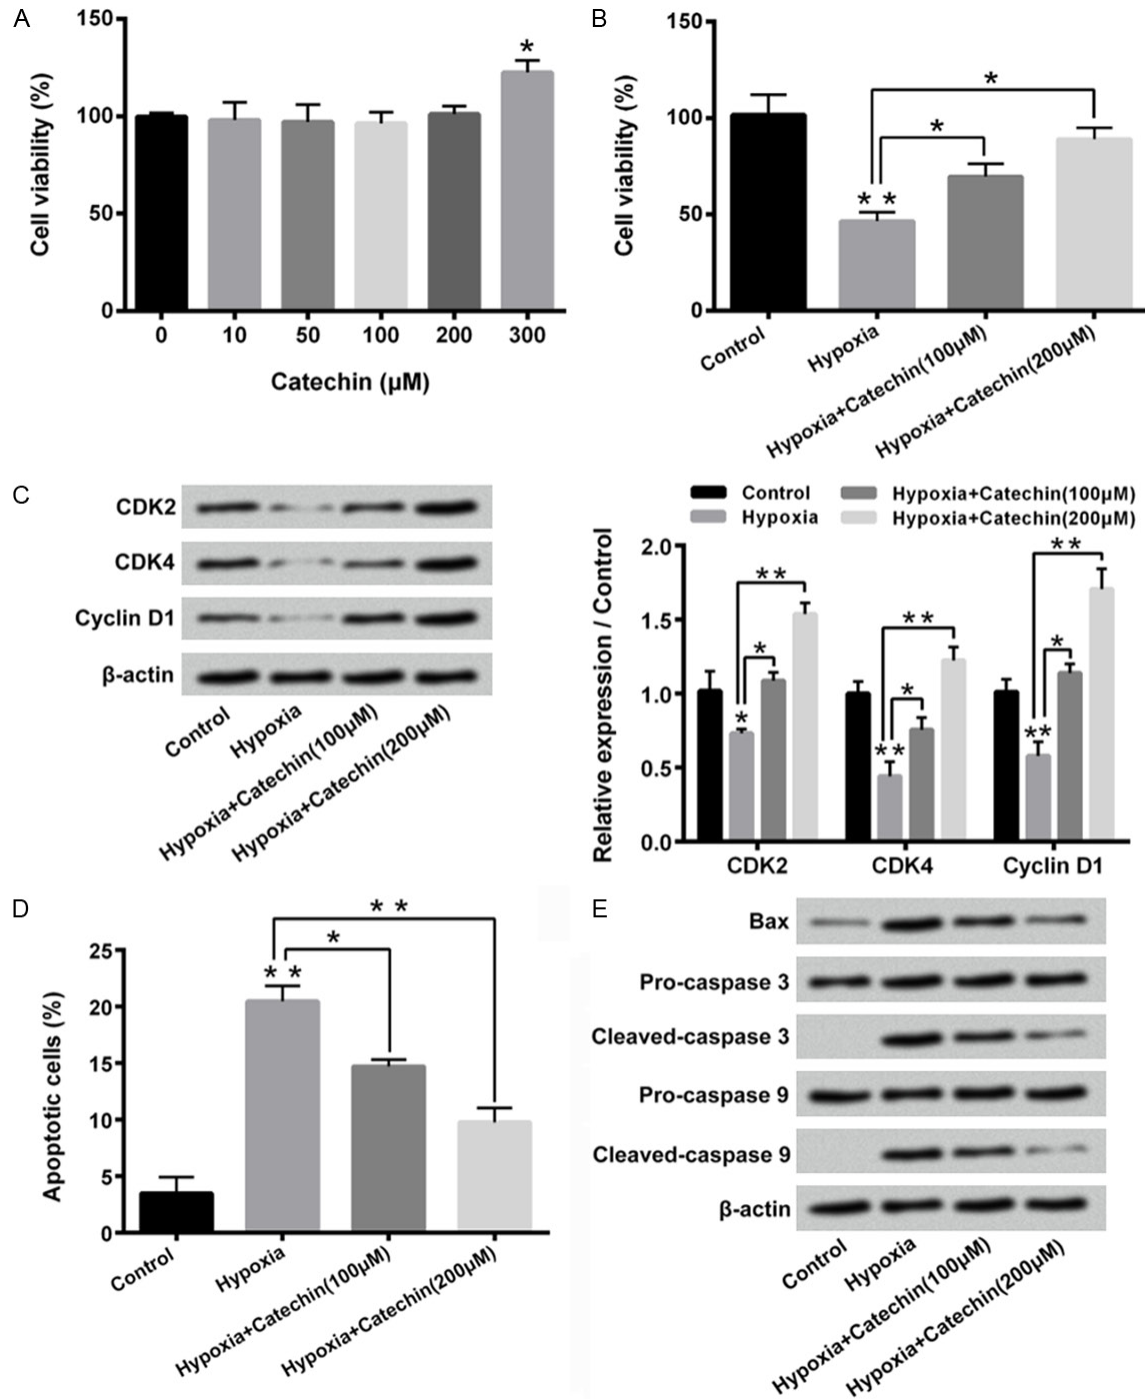 A
150
100
50
0
Cell viability (%)
*
0 10 50 100 200 300
Catechin (μM)
B
150
100
50
0
Cell viability (%)
*
*
* *
Control
Hypoxia
Hypoxia+Catechin(100μM)
Hypoxia+Catechin(200μM)
C
CDK2
CDK4
Cyclin D1
β-actin
Control
Hypoxia
Hypoxia+Catechin(100μM)
Hypoxia+Catechin(200μM)
Control
Hypoxia
Hypoxia+Catechin(100μM)
Hypoxia+Catechin(200μM)
Relative expression / Control
2.0
1.5
1.0
0.5
0.0
**
*
*
**
*
**
**
*
**
CDK2 CDK4 Cyclin D1
D
25
20
15
10
5
0
Apoptotic cells (%)
* *
*
* *
Control
Hypoxia
Hypoxia+Catechin(100μM)
Hypoxia+Catechin(200μM)
E
Bax
Pro-caspase 3
Cleaved-caspase 3
Pro-caspase 9
Cleaved-caspase 9
β-actin
Control
Hypoxia
Hypoxia+Catechin(100μM)
Hypoxia+Catechin(200μM)